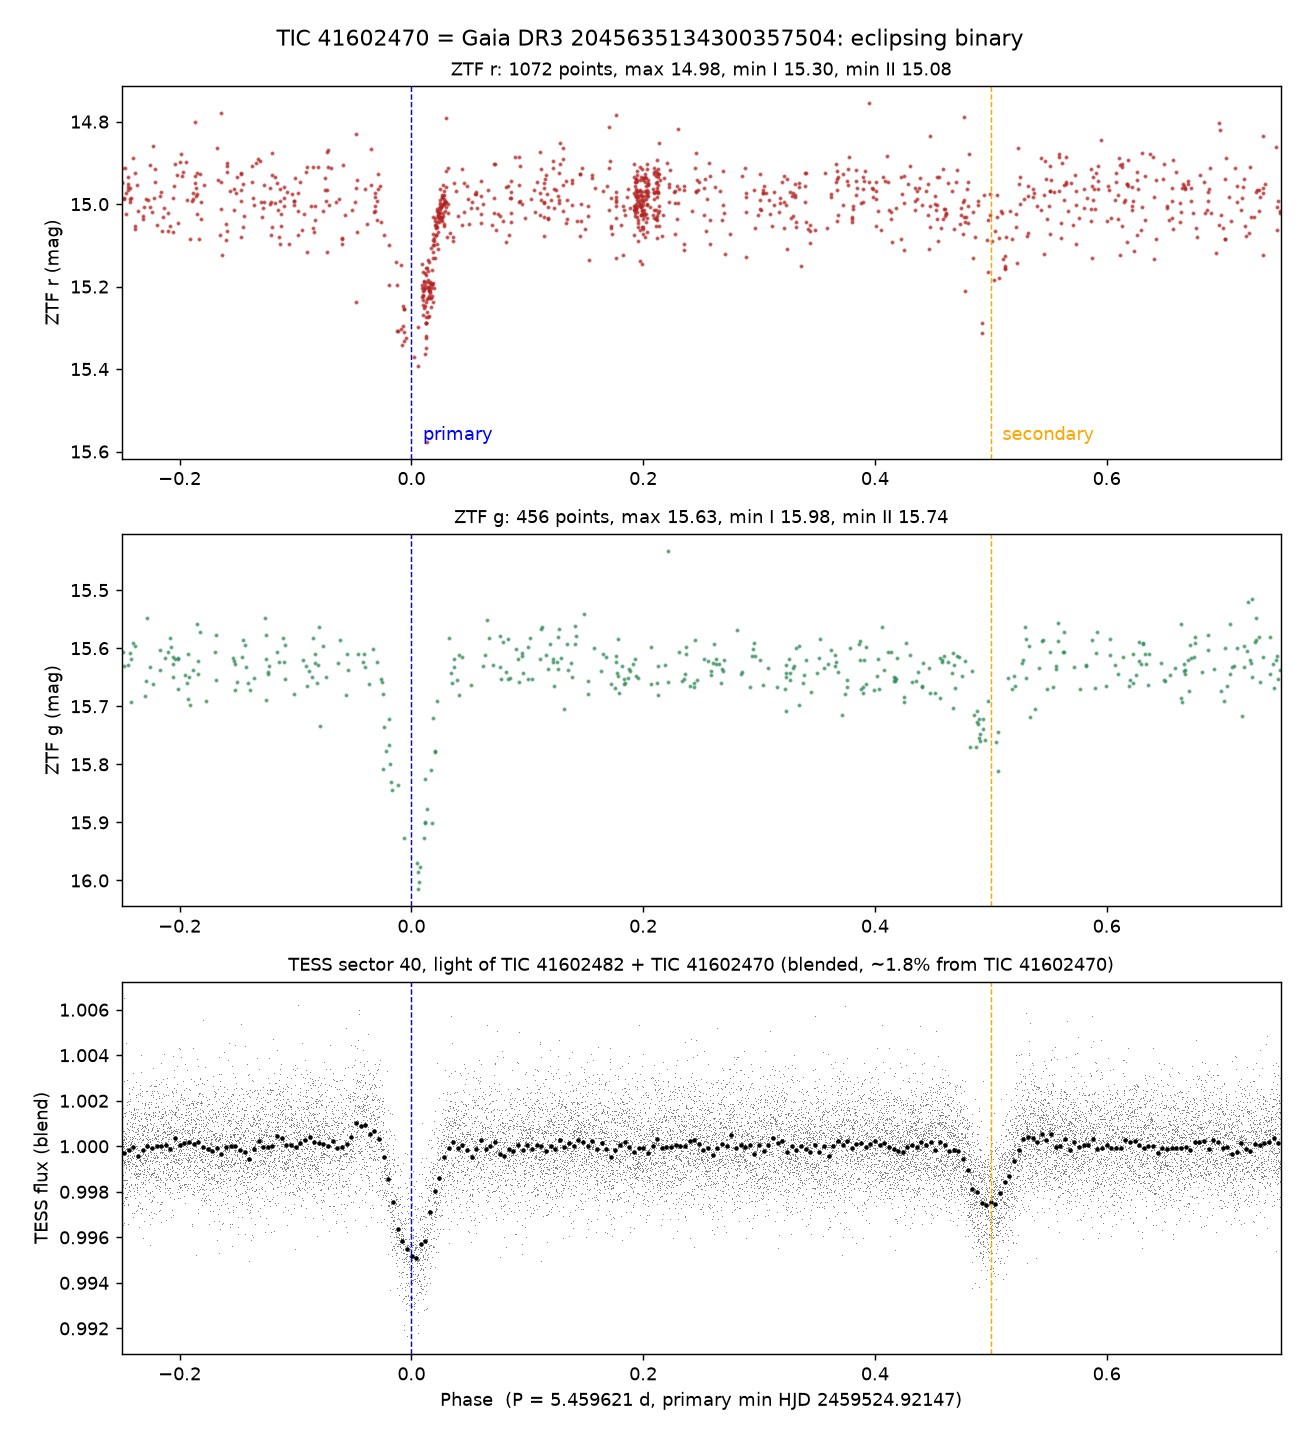 TIC 41602470 = Gaia DR3 2045635134300357504: eclipsing binary
ZTF r: 1072 points, max 14.98, min I 15.30, min II 15.08
ZTF r (mag)
14.8
15.0
15.2
15.4
15.6
primary
secondary
−0.2 0.0 0.2 0.4 0.6
ZTF g: 456 points, max 15.63, min I 15.98, min II 15.74
ZTF g (mag)
15.5
15.6
15.7
15.8
15.9
16.0
−0.2 0.0 0.2 0.4 0.6
TESS sector 40, light of TIC 41602482 + TIC 41602470 (blended, ~1.8% from TIC 41602470)
TESS flux (blend)
1.006
1.004
1.002
1.000
0.998
0.996
0.994
0.992
−0.2 0.0 0.2 0.4 0.6
Phase (P = 5.459621 d, primary min HJD 2459524.92147)